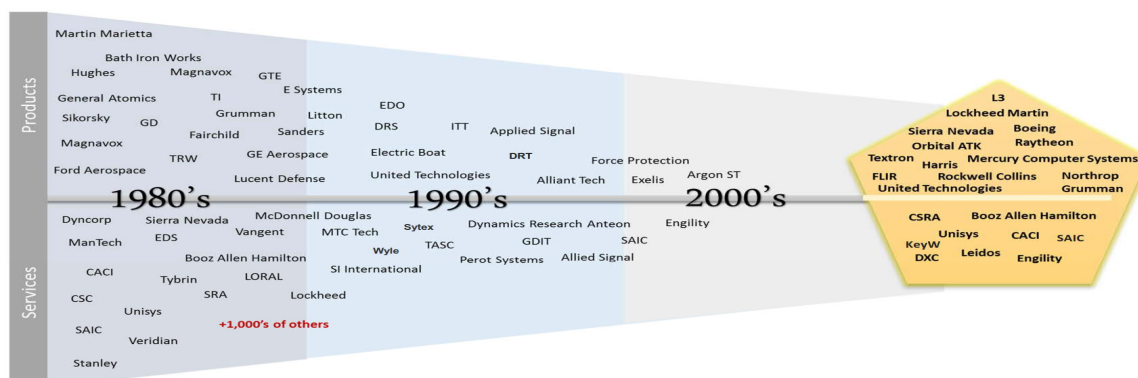 Products
Martin Marietta
Bath Iron Works
Hughes
Magnavox
GTE
E Systems
General Atomics
TI
Sikorsky
GD
Grumman
Litton
Magnavox
Fairchild
Sanders
TRW
GE Aerospace
Ford Aerospace
Lucent Defense
EDO
DRS
ITT
Applied Signal
Electric Boat
DRT
United Technologies
Alliant Tech
Force Protection
Exelis
Argon ST
L3
Lockheed Martin
Sierra Nevada
Boeing
Orbital ATK
Raytheon
Textron
Harris
Mercury Computer Systems
FLIR
Rockwell Collins
Northrop
Grumman
United Technologies
1980's
1990's
2000's
Services
Dyncorp
Sierra Nevada
McDonnell Douglas
ManTech
EDS
Vangent
Booz Allen Hamilton
CACI
Tybrin
LORAL
CSC
SRA
Lockheed
Unisys
+1,000's of others
SAIC
Veridian
Stanley
MTC Tech
Sytex
Dynamics Research Anteon
Wyle
TASC
GDIT
SI International
Perot Systems
Allied Signal
SAIC
Engility
CSRA
Booz Allen Hamilton
Unisys
CACI
SAIC
KeyW
DXC
Leidos
Engility